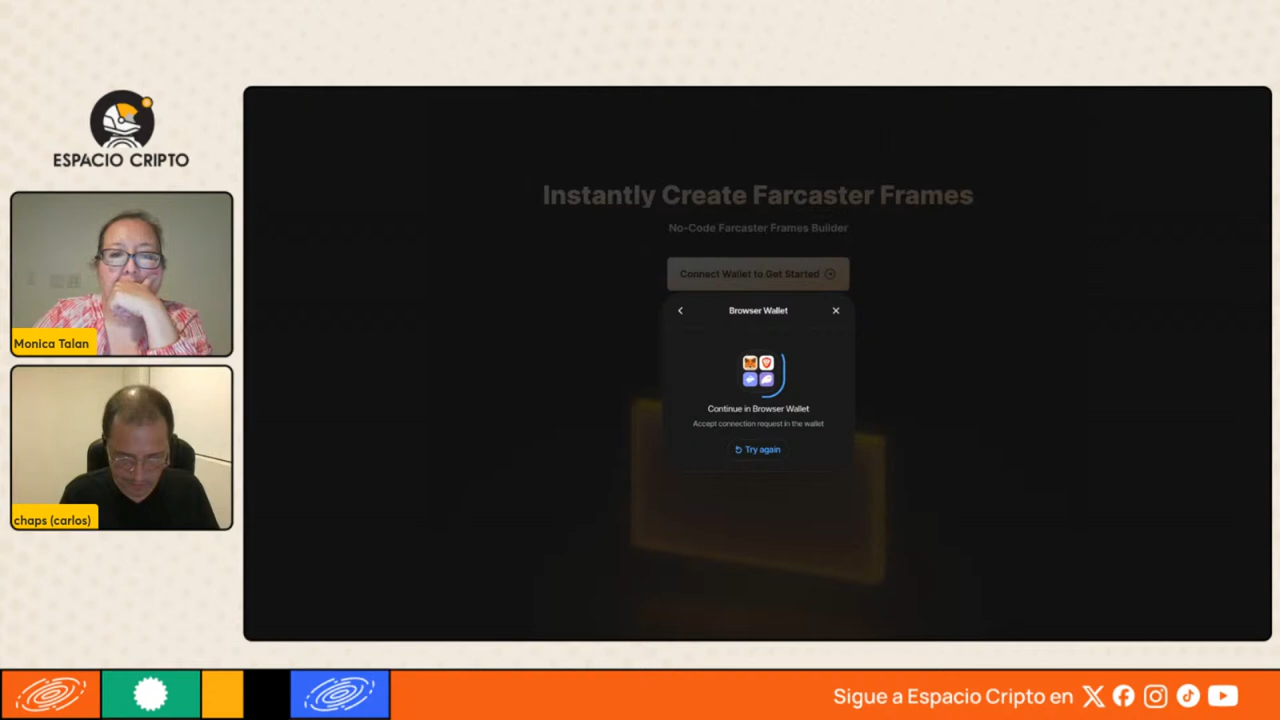 ESPACIO CRIPTO
Monica Talan
chaps (carlos)
Instantly Create Farcaster Frames
No-Code Farcaster Frames Builder
Connect Wallet to Get Started
Browser Wallet
Continue in Browser Wallet
Accept connection request in the wallet
Try again
Sigue a Espacio Cripto en